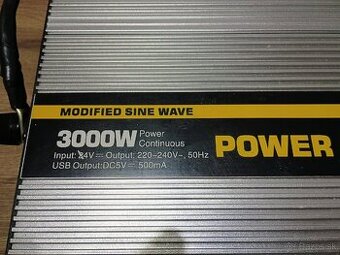 MODIFIED SINE WAVE
3000W Power Continuous
POWER
Input: 24V⎓ Output: 220-240V~, 50Hz
USB Output:DC5V⎓ 500mA